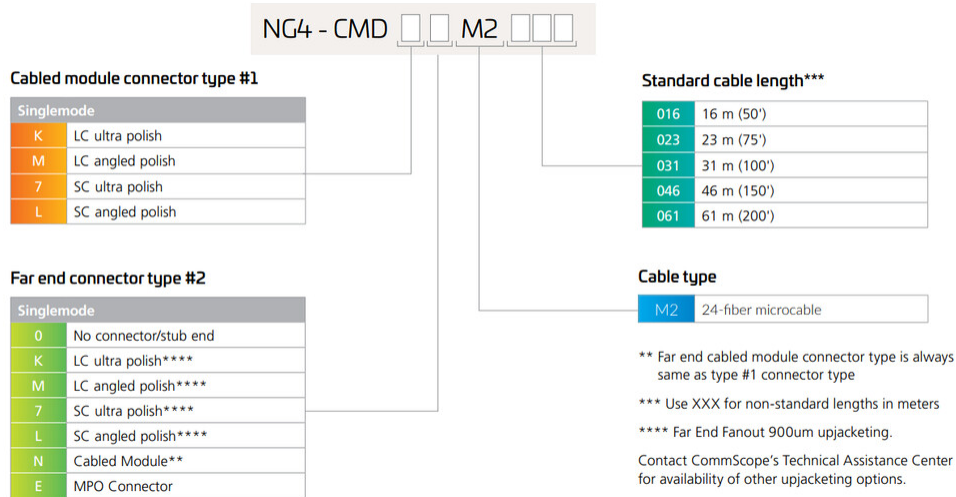 NG4 - CMD □ □ M2 □□□
Cabled module connector type #1
Singlemode
K LC ultra polish
M LC angled polish
7 SC ultra polish
L SC angled polish
Far end connector type #2
Singlemode
0 No connector/stub end
K LC ultra polish****
M LC angled polish****
7 SC ultra polish****
L SC angled polish****
N Cabled Module**
E MPO Connector
Standard cable length***
016 16 m (50')
023 23 m (75')
031 31 m (100')
046 46 m (150')
061 61 m (200')
Cable type
M2 24-fiber microcable
** Far end cabled module connector type is always
same as type #1 connector type
*** Use XXX for non-standard lengths in meters
**** Far End Fanout 900um upjacketing.
Contact CommScope's Technical Assistance Center
for availability of other upjacketing options.